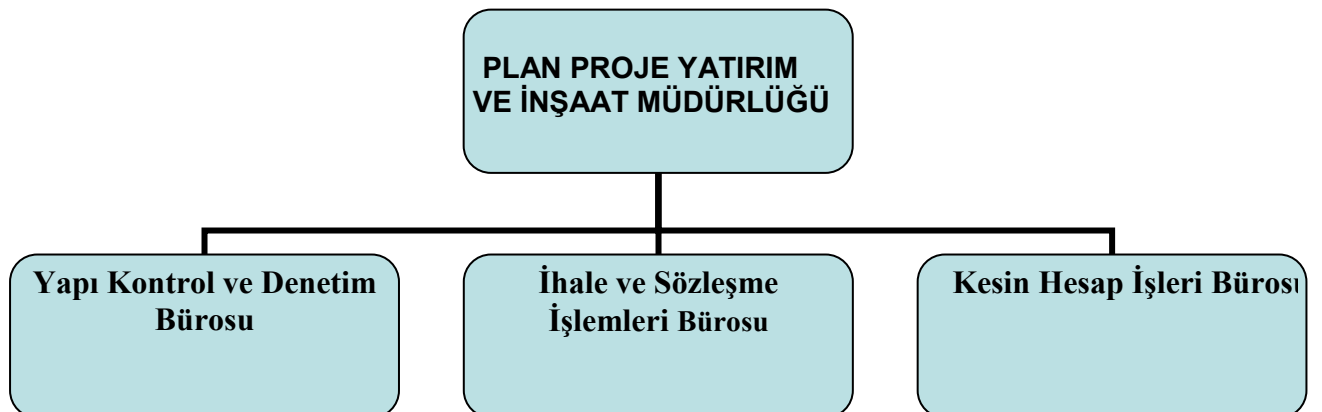 PLAN PROJE YATIRIM
VE İNŞAAT MÜDÜRLÜĞÜ
Yapı Kontrol ve Denetim
Bürosu
İhale ve Sözleşme
İşlemleri Bürosu
Kesin Hesap İşleri Bürosu